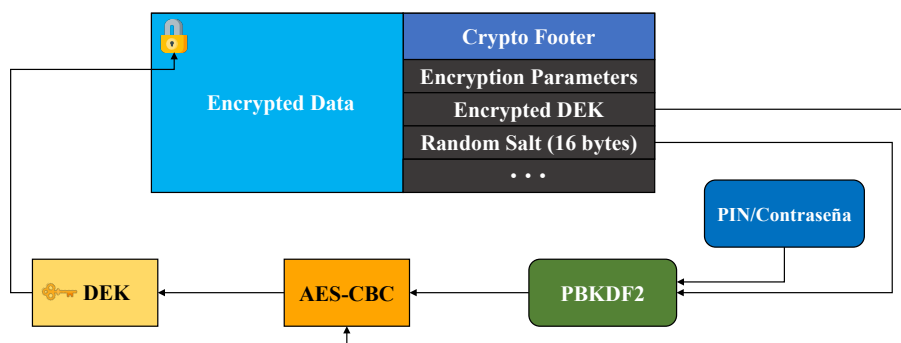 Crypto Footer
Encryption Parameters
Encrypted Data
Encrypted DEK
Random Salt (16 bytes)
. . .
PIN/Contraseña
DEK
AES-CBC
PBKDF2